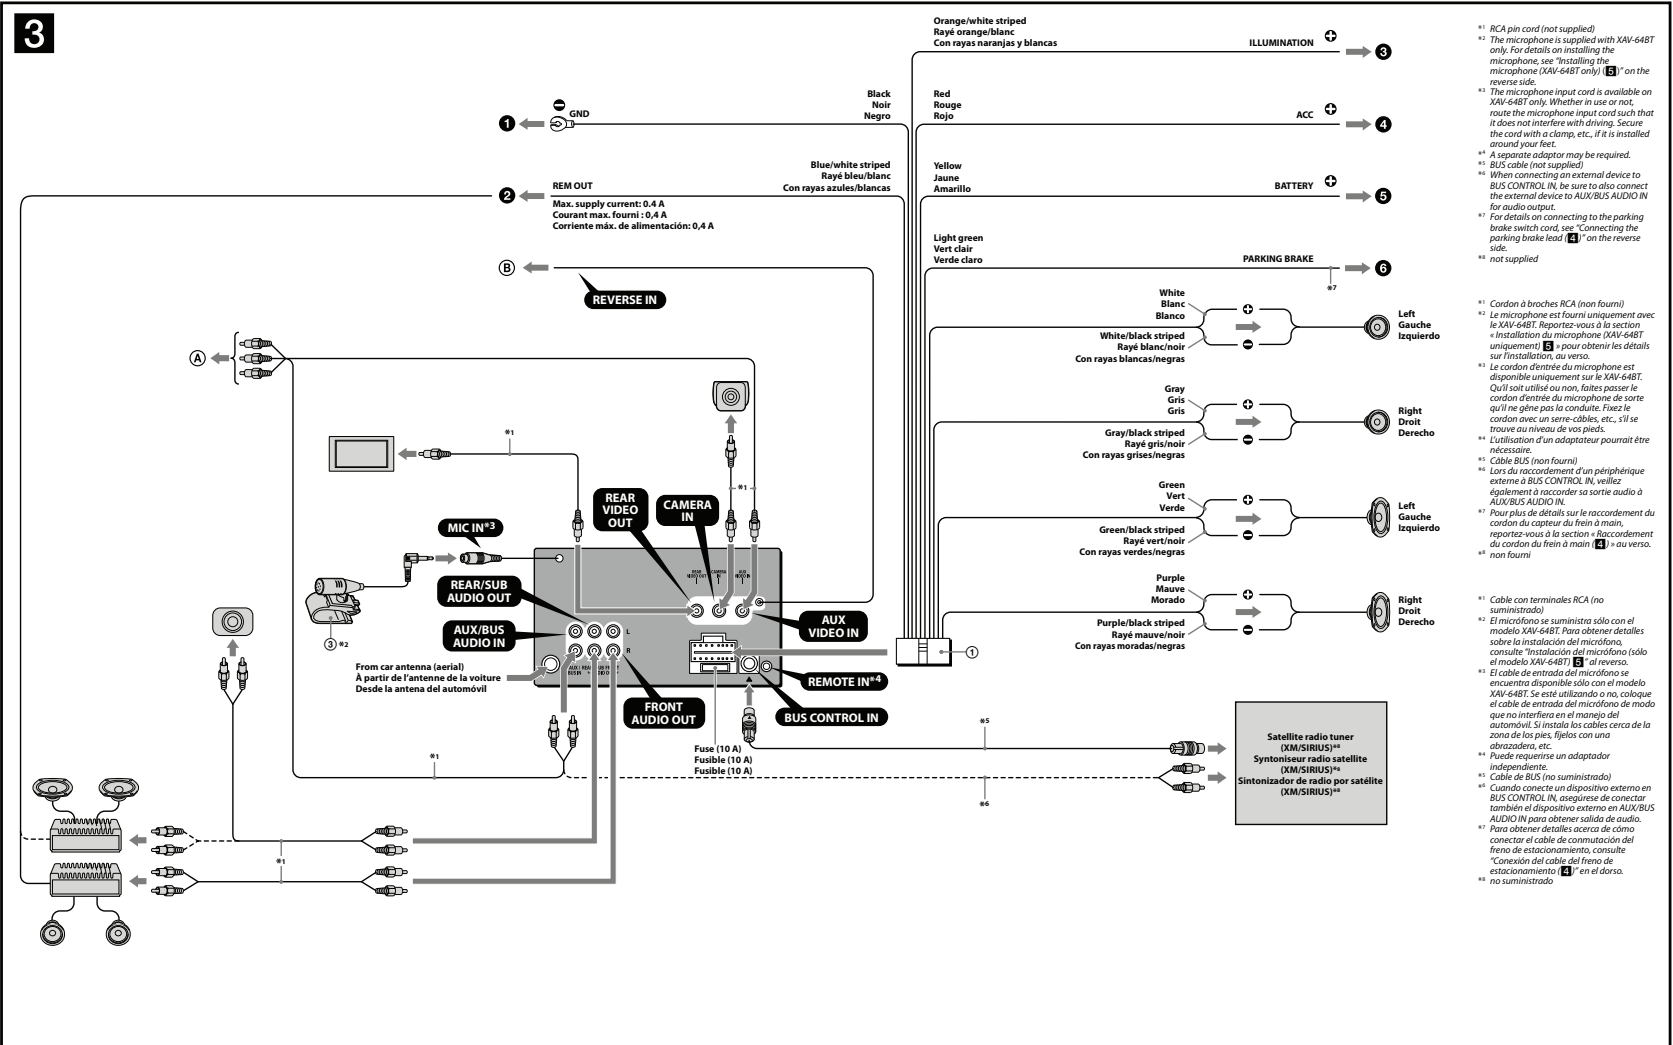 3
Orange/white striped
Rayé orange/blanc
Con rayas naranjas y blancas
ILLUMINATION
3
Black
Noir
Negro
GND
1
Red
Rouge
Rojo
ACC
4
Blue/white striped
Rayé bleu/blanc
Con rayas azules/blancas
2
REM OUT
Max. supply current: 0.4 A
Courant max. fourni : 0,4 A
Corriente máx. de alimentación: 0,4 A
Yellow
Jaune
Amarillo
BATTERY
5
Light green
Vert clair
Verde claro
PARKING BRAKE
*7
6
B
REVERSE IN
White
Blanc
Blanco
White/black striped
Rayé blanc/noir
Con rayas blancas/negras
Left
Gauche
Izquierdo
A
Gray
Gris
Gris
Gray/black striped
Rayé gris/noir
Con rayas grises/negras
Right
Droit
Derecho
*1
*1
REAR
VIDEO
OUT
CAMERA
IN
MIC IN*3
Green
Vert
Verde
Green/black striped
Rayé vert/noir
Con rayas verdes/negras
Left
Gauche
Izquierdo
REAR/SUB
AUDIO OUT
AUX/BUS
AUDIO IN
REAR
VIDEO OUT
CAMERA
IN
AUX
VIDEO IN
L
R
AUX
VIDEO IN
Purple
Mauve
Morado
Purple/black striped
Rayé mauve/noir
Con rayas moradas/negras
Right
Droit
Derecho
3 *2
1
From car antenna (aerial)
À partir de l'antenne de la voiture
Desde la antena del automóvil
REMOTE IN*4
FRONT
AUDIO OUT
BUS CONTROL IN
Fuse (10 A)
Fusible (10 A)
Fusible (10 A)
*5
*1
*6
Satellite radio tuner
(XM/SIRIUS)*8
Syntoniseur radio satellite
(XM/SIRIUS)*8
Sintonizador de radio por satélite
(XM/SIRIUS)*8
*1
*1 RCA pin cord (not supplied)
*2 The microphone is supplied with XAV-64BT
only. For details on installing the
microphone, see "Installing the
microphone (XAV-64BT only) (5)" on the
reverse side.
*3 The microphone input cord is available on
XAV-64BT only. Whether in use or not,
route the microphone input cord such that
it does not interfere with driving. Secure
the cord with a clamp, etc., if it is installed
around your feet.
*4 A separate adaptor may be required.
*5 BUS cable (not supplied)
*6 When connecting an external device to
BUS CONTROL IN, be sure to also connect
the external device to AUX/BUS AUDIO IN
for audio output.
*7 For details on connecting to the parking
brake switch cord, see "Connecting the
parking brake lead (4)" on the reverse
side.
*8 not supplied
*1 Cordon à broches RCA (non fourni)
*2 Le microphone est fourni uniquement avec
le XAV-64BT. Reportez-vous à la section
« Installation du microphone (XAV-64BT
uniquement) 5 » pour obtenir les détails
sur l'installation, au verso.
*3 Le cordon d'entrée du microphone est
disponible uniquement sur le XAV-64BT.
Qu'il soit utilisé ou non, faites passer le
cordon d'entrée du microphone de sorte
qu'il ne gêne pas la conduite. Fixez le
cordon avec un serre-câbles, etc., s'il se
trouve au niveau de vos pieds.
*4 L'utilisation d'un adaptateur pourrait être
nécessaire.
*5 Câble BUS (non fourni)
*6 Lors du raccordement d'un périphérique
externe à BUS CONTROL IN, veillez
également à raccorder sa sortie audio à
AUX/BUS AUDIO IN.
*7 Pour plus de détails sur le raccordement du
cordon du capteur du frein à main,
reportez-vous à la section « Raccordement
du cordon du frein à main (4) » au verso.
*8 non fourni
*1 Cable con terminales RCA (no
suministrado)
*2 El micrófono se suministra sólo con el
modelo XAV-64BT. Para obtener detalles
sobre la instalación del micrófono,
consulte "Instalación del micrófono (sólo
el modelo XAV-64BT) 5" al reverso.
*3 El cable de entrada del micrófono se
encuentra disponible sólo con el modelo
XAV-64BT. Se esté utilizando o no, coloque
el cable de entrada del micrófono de modo
que no interfiera en el manejo del
automóvil. Si instala los cables cerca de la
zona de los pies, fíjelos con una
abrazadera, etc.
*4 Puede requerirse un adaptador
independiente.
*5 Cable de BUS (no suministrado)
*6 Cuando conecte un dispositivo externo en
BUS CONTROL IN, asegúrese de conectar
también el dispositivo externo en AUX/BUS
AUDIO IN para obtener salida de audio.
*7 Para obtener detalles acerca de cómo
conectar el cable de conmutación del
freno de estacionamiento, consulte
"Conexión del cable del freno de
estacionamiento (4)" en el dorso.
*8 no suministrado